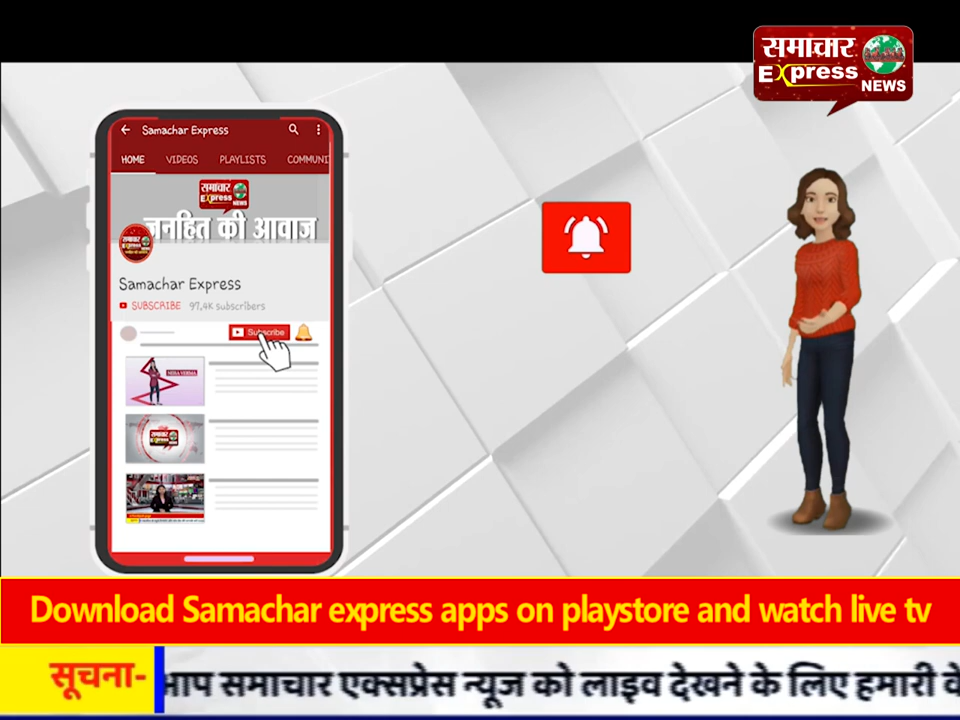 समाचार
Express
NEWS
Samachar Express
HOME VIDEOS PLAYLISTS COMMUNI
समाचार
Express
NEWS
जनहित की आवाज
Samachar Express
SUBSCRIBE 97.4K subscribers
Subscribe
Download Samachar express apps on playstore and watch live tv
सूचना- आप समाचार एक्सप्रेस न्यूज को लाइव देखने के लिए हमारी वे